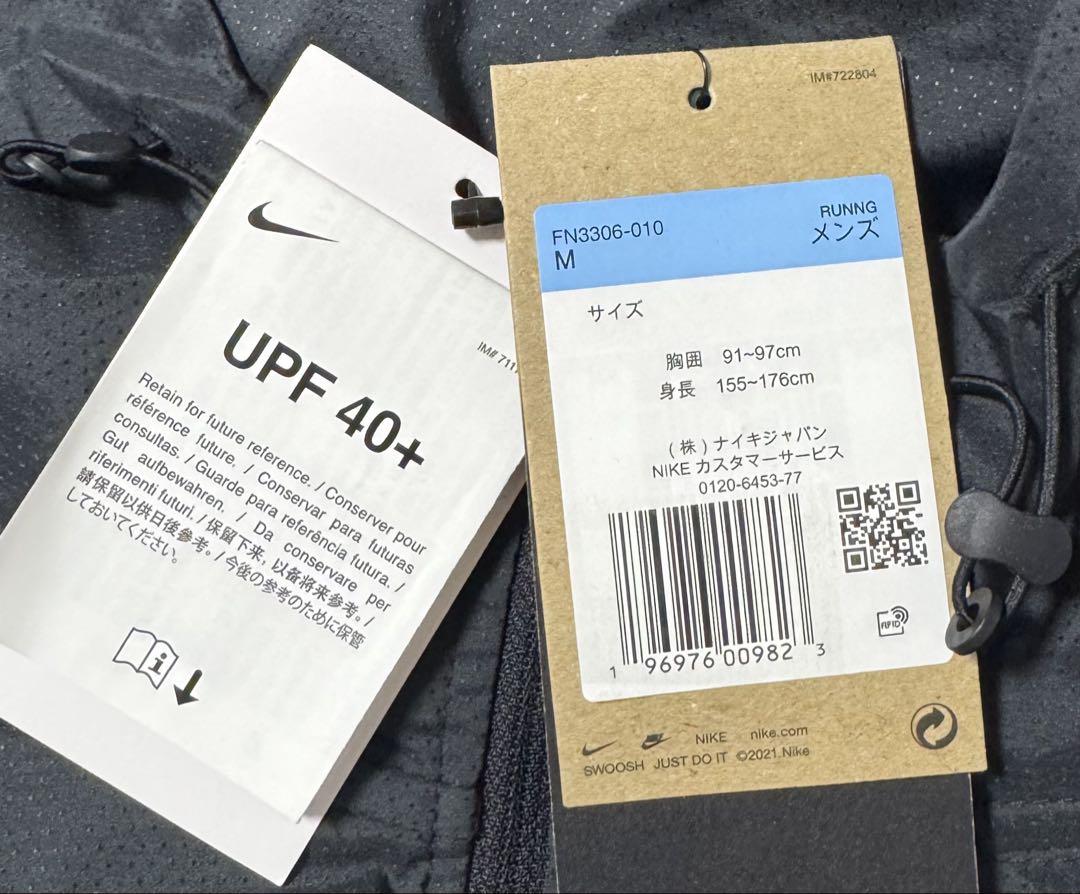 UPF 40+
IM# 711
Retain for future reference. / Conserver pour
référence future. / Conservar para futuras
consultas. / Guarde para referência futura. /
Gut aufbewahren. / Da conservare per
riferimenti futuri. / 保留下来, 以备将来参考。/
請保留以供日後參考。/ 今後の参考のために保管
しておいてください。
IM#722804
FN3306-010
RUNNG
M
メンズ
サイズ
胸囲 91~97cm
身長 155~176cm
(株)ナイキジャパン
NIKE カスタマーサービス
0120-6453-77
1 96976 00982 3
RFID
NIKE nike.com
SWOOSH JUST DO IT ©2021 Nike